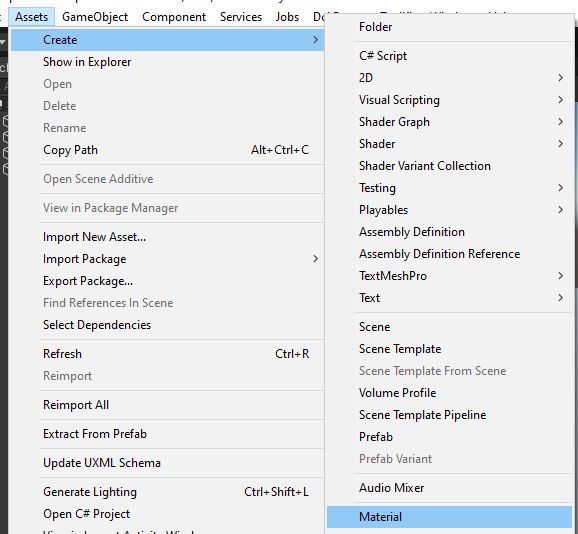 Assets GameObject Component Services Jobs
Create
Show in Explorer
Open
Delete
Rename
Copy Path Alt+Ctrl+C
Open Scene Additive
View in Package Manager
Import New Asset...
Import Package
Export Package...
Find References In Scene
Select Dependencies
Refresh Ctrl+R
Reimport
Reimport All
Extract From Prefab
Update UXML Schema
Generate Lighting Ctrl+Shift+L
Open C# Project
Folder
C# Script
2D
Visual Scripting
Shader Graph
Shader
Shader Variant Collection
Testing
Playables
Assembly Definition
Assembly Definition Reference
TextMeshPro
Text
Scene
Scene Template
Scene Template From Scene
Volume Profile
Scene Template Pipeline
Prefab
Prefab Variant
Audio Mixer
Material